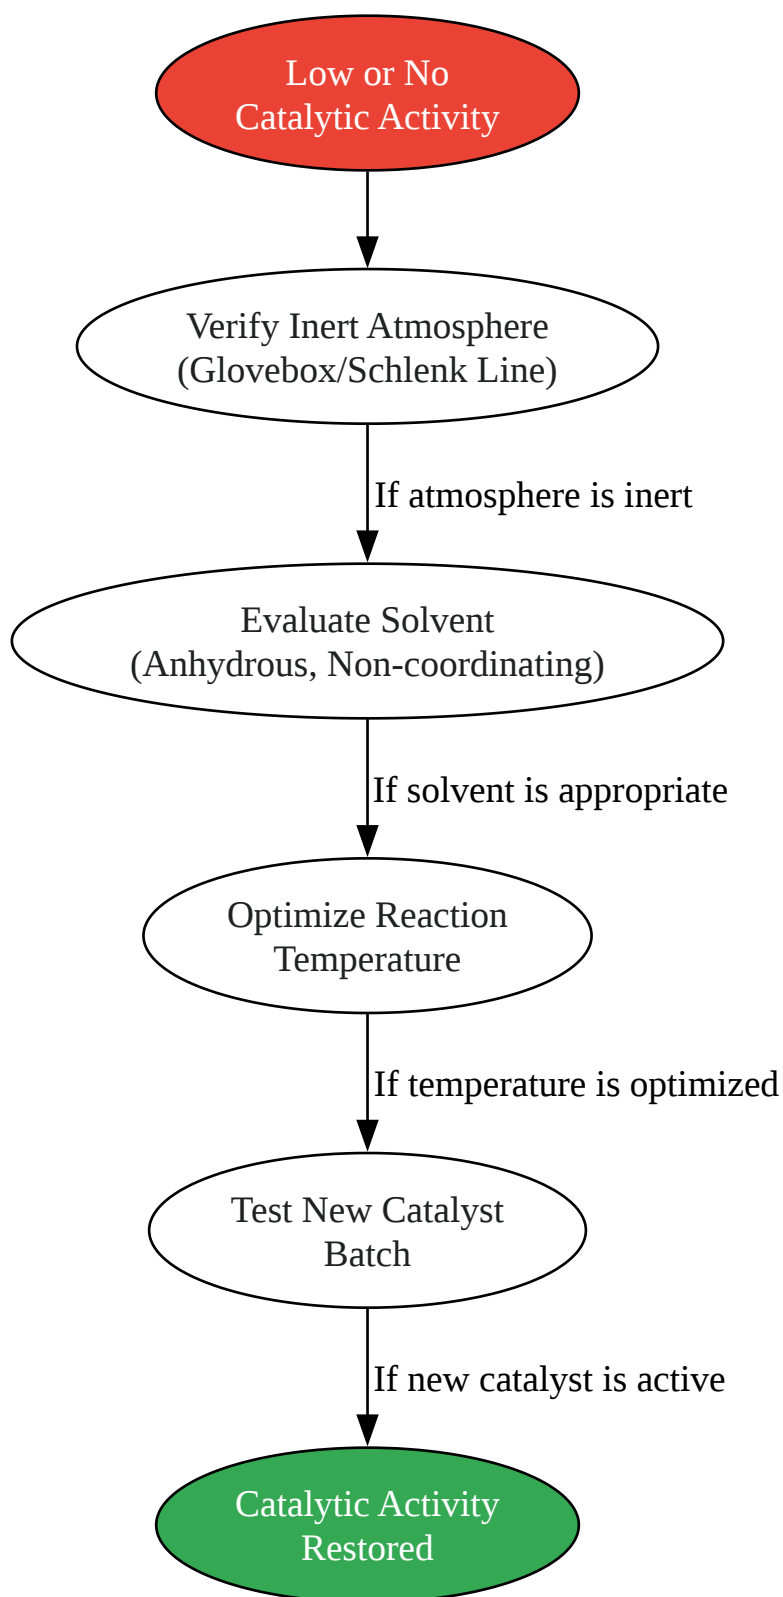 Low or No
Catalytic Activity
Verify Inert Atmosphere
(Glovebox/Schlenk Line)
If atmosphere is inert
Evaluate Solvent
(Anhydrous, Non-coordinating)
If solvent is appropriate
Optimize Reaction
Temperature
If temperature is optimized
Test New Catalyst
Batch
If new catalyst is active
Catalytic Activity
Restored